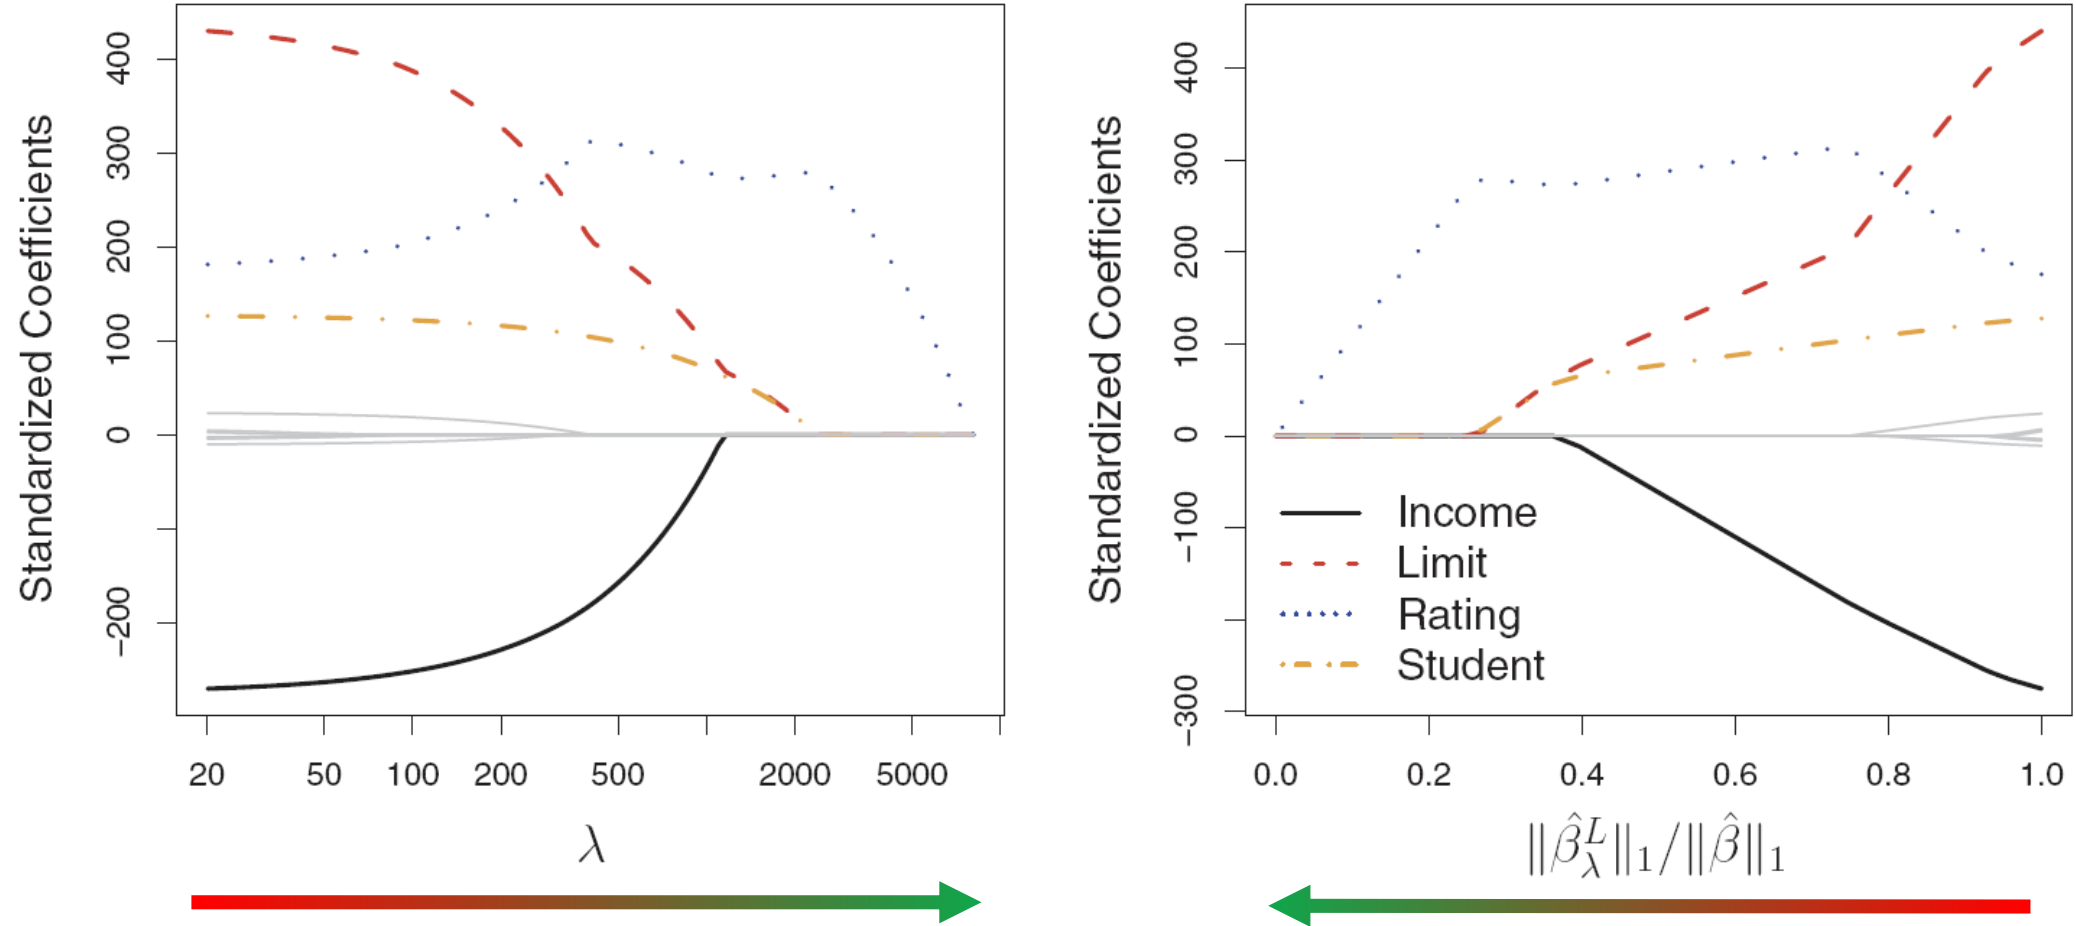 Standardized Coefficients
400
300
200
100
0
−200
20 50 100 200 500 2000 5000
λ
Standardized Coefficients
400
300
200
100
0
−100
−300
Income
Limit
Rating
Student
0.0 0.2 0.4 0.6 0.8 1.0
‖β̂λᴸ‖₁/‖β̂‖₁